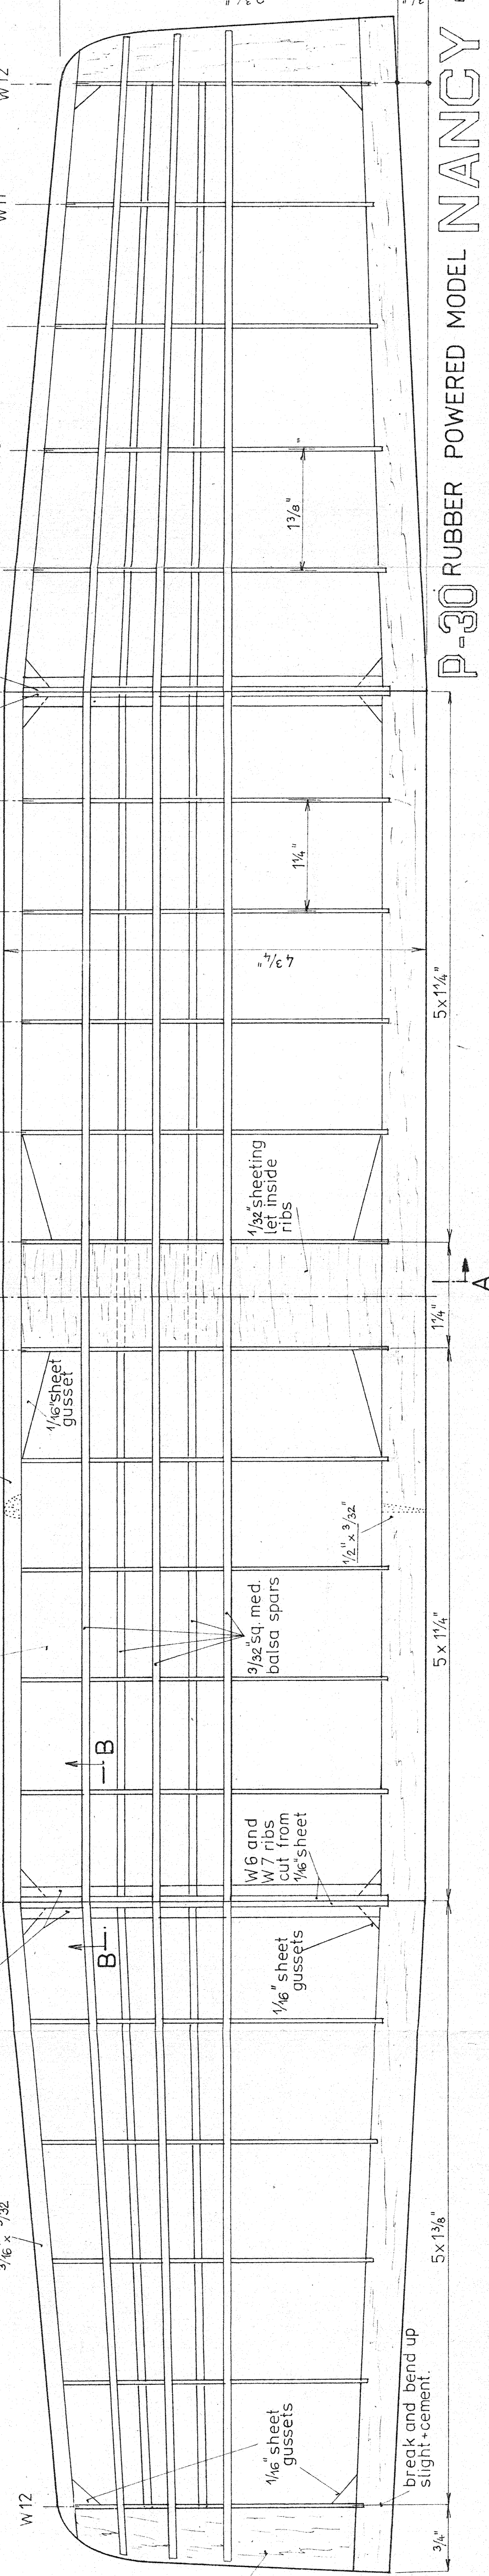 W12
W11
1 3/8"
1 1/4"
4 3/4"
5 x 1 1/4"
1/32" sheeting
let inside
ribs
1 1/4"
A
1/16" sheet
gusset
1/2" x 3/32"
3/32" sq. med.
balsa spars
5 x 1 1/4"
B
B
W6 and
W7 ribs
cut from
1/16" sheet
1/16" sheet
gussets
5 x 1 3/8"
1/16" sheet
gussets
break and bend up
slight + cement.
3/4"
W12
P-30 RUBBER POWERED MODEL NANCY